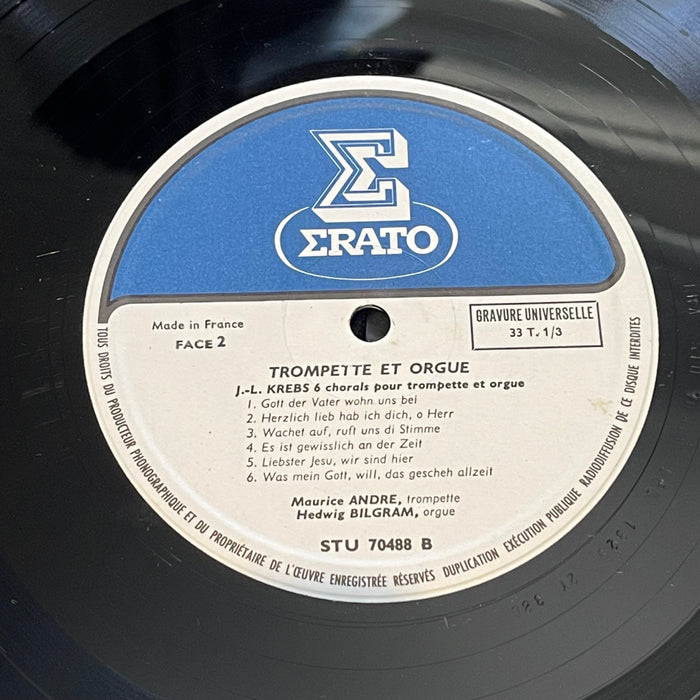 Σ
ΣRATO
Made in France
FACE 2
GRAVURE UNIVERSELLE
33 T. 1/3
TROMPETTE ET ORGUE
J.-L. KREBS 6 chorals pour trompette et orgue
1. Gott der Vater wohn uns bei
2. Herzlich lieb hab ich dich, o Herr
3. Wachet auf, ruft uns di Stimme
4. Es ist gewisslich an der Zeit
5. Liebster Jesu, wir sind hier
6. Was mein Gott, will, das gescheh allzeit
Maurice ANDRE, trompette
Hedwig BILGRAM, orgue
STU 70488 B
TOUS DROITS DU PRODUCTEUR PHONOGRAPHIQUE ET DU PROPRIÉTAIRE DE L'ŒUVRE ENREGISTRÉE RÉSERVÉS DUPLICATION EXÉCUTION PUBLIQUE RADIODIFFUSION DE CE DISQUE INTERDITES